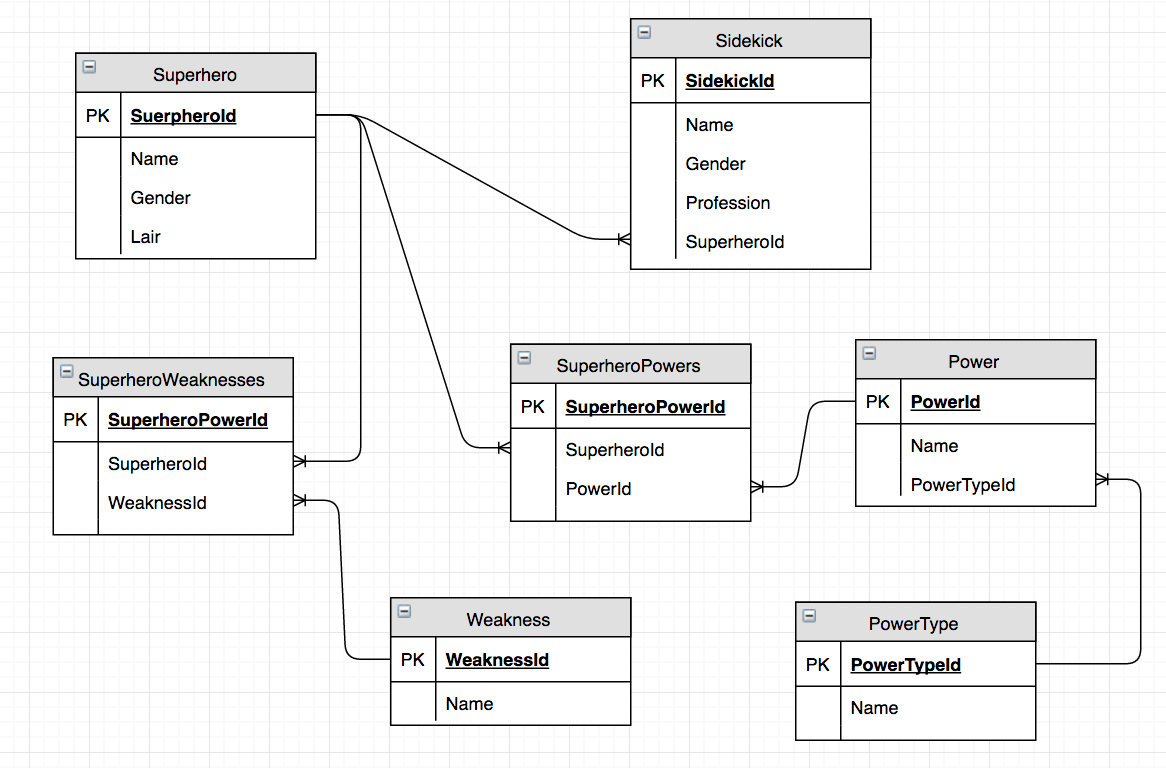 Superhero
PK SuerpheroId
Name
Gender
Lair
Sidekick
PK SidekickId
Name
Gender
Profession
SuperheroId
SuperheroWeaknesses
PK SuperheroPowerId
SuperheroId
WeaknessId
SuperheroPowers
PK SuperheroPowerId
SuperheroId
PowerId
Power
PK PowerId
Name
PowerTypeId
Weakness
PK WeaknessId
Name
PowerType
PK PowerTypeId
Name